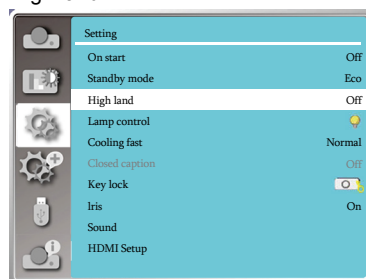 Setting
On start Off
Standby mode Eco
High land Off
Lamp control
Cooling fast Normal
Closed caption Off
Key lock
Iris On
Sound
HDMI Setup